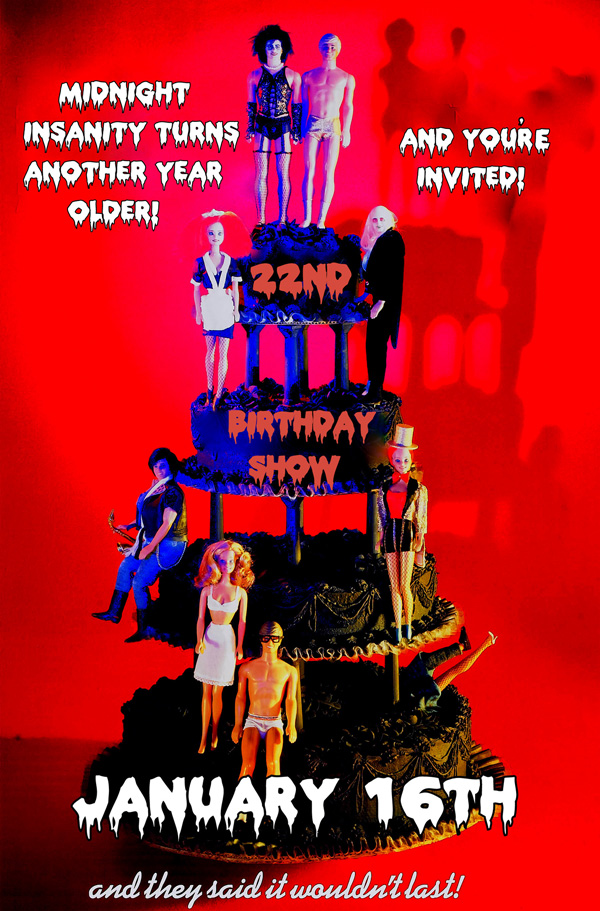 MIDNIGHT
INSANITY TURNS
ANOTHER YEAR
OLDER!
AND YOU'RE
INVITED!
22ND
BIRTHDAY
SHOW
JANUARY 16TH
and they said it wouldn't last!